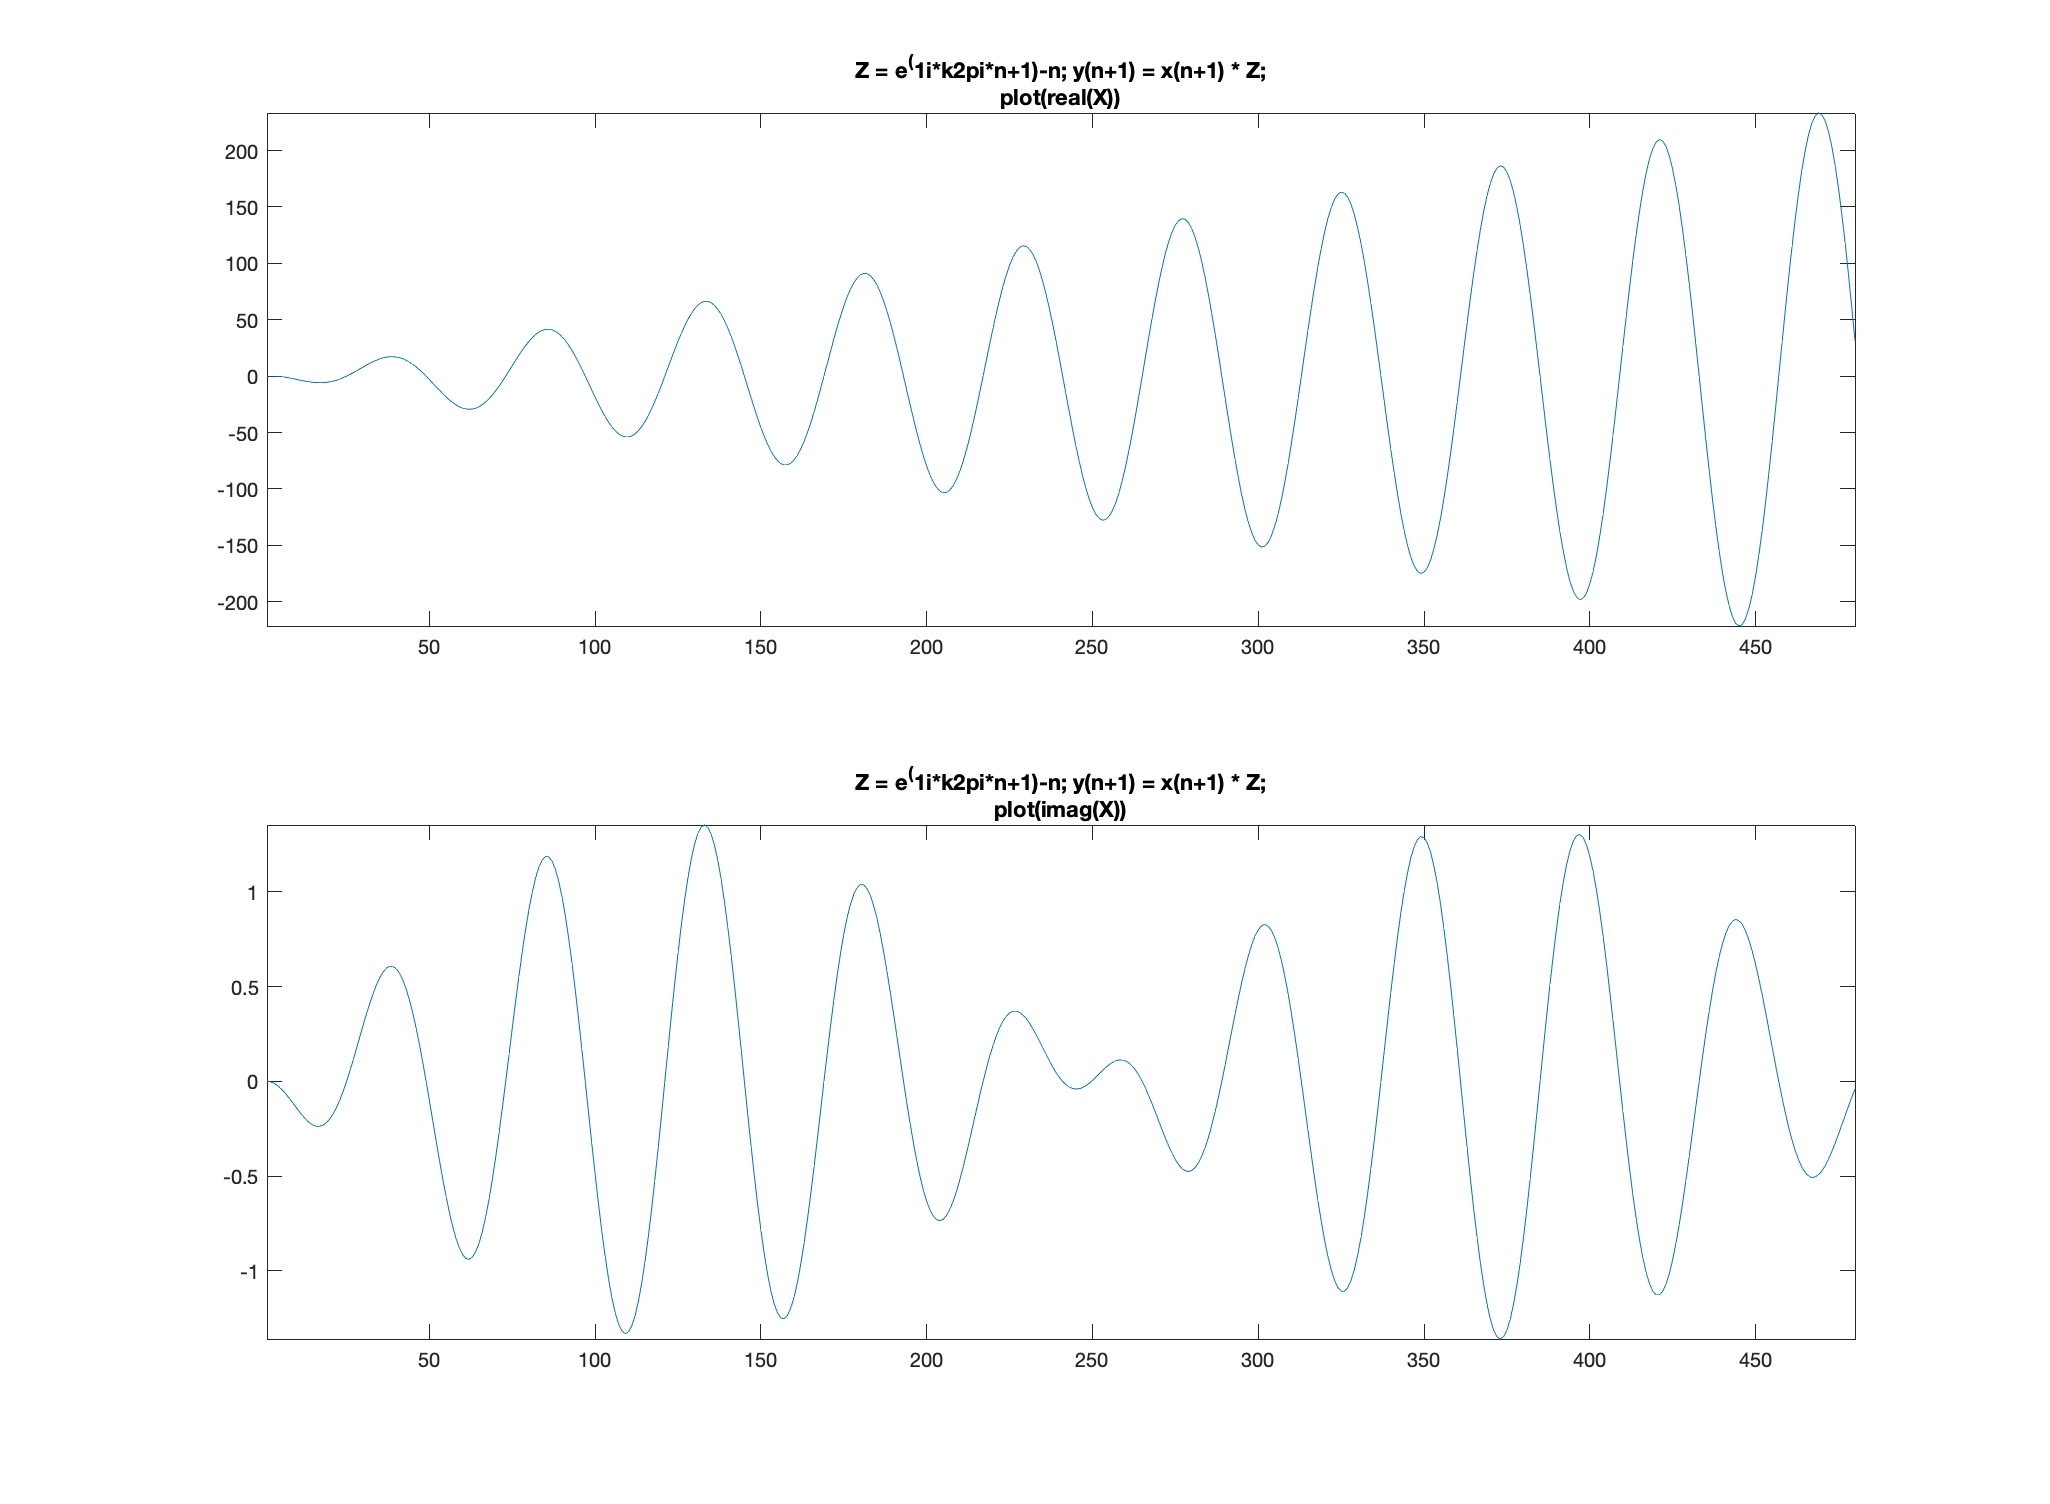 Z = e(1i*k2pi*n+1)-n; y(n+1) = x(n+1) * Z;
plot(real(X))
200
150
100
50
0
-50
-100
-150
-200
50 100 150 200 250 300 350 400 450
Z = e(1i*k2pi*n+1)-n; y(n+1) = x(n+1) * Z;
plot(imag(X))
1
0.5
0
-0.5
-1
50 100 150 200 250 300 350 400 450